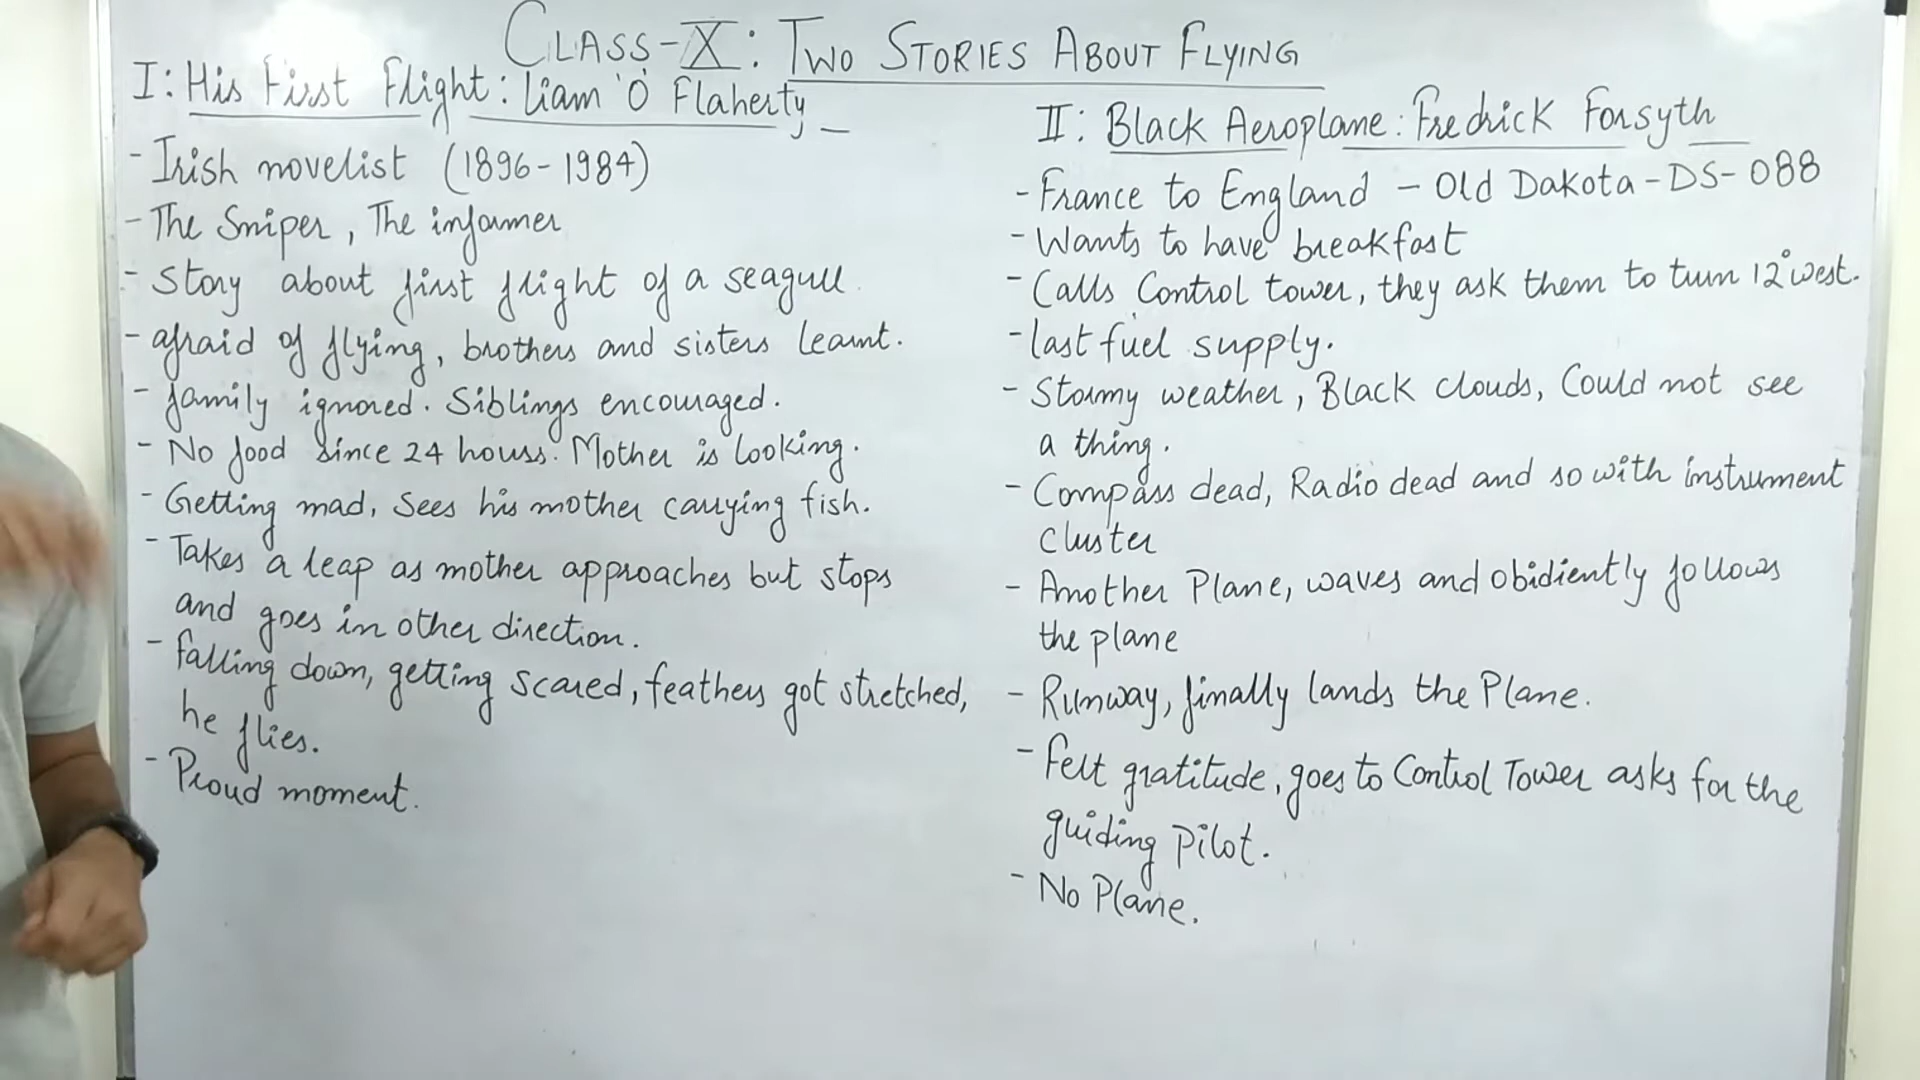 CLASS-X: TWO STORIES ABOUT FLYING
I: His First Flight: Liam 'O' Flaherty
- Irish novelist (1896-1984)
- The Sniper, The informer
- Story about first flight of a seagull.
- afraid of flying, brothers and sisters learnt.
- family ignored. Siblings encouraged.
- No food since 24 hours. Mother is looking.
- Getting mad, Sees his mother carrying fish.
- Takes a leap as mother approaches but stops
and goes in other direction.
- falling down, getting scared, feathers got stretched,
he flies.
- Proud moment.
II: Black Aeroplane: Fredrick Forsyth
- France to England - Old Dakota-DS-088
- Wants to have breakfast
- Calls Control tower, they ask them to turn 12° west.
- last fuel supply.
- Stormy weather, Black clouds, Could not see
a thing.
- Compass dead, Radio dead and so with instrument
cluster
- Another Plane, waves and obidiently follows
the plane
- Runway, finally lands the Plane.
- Felt gratitude, goes to Control Tower asks for the
guiding Pilot.
- No Plane.